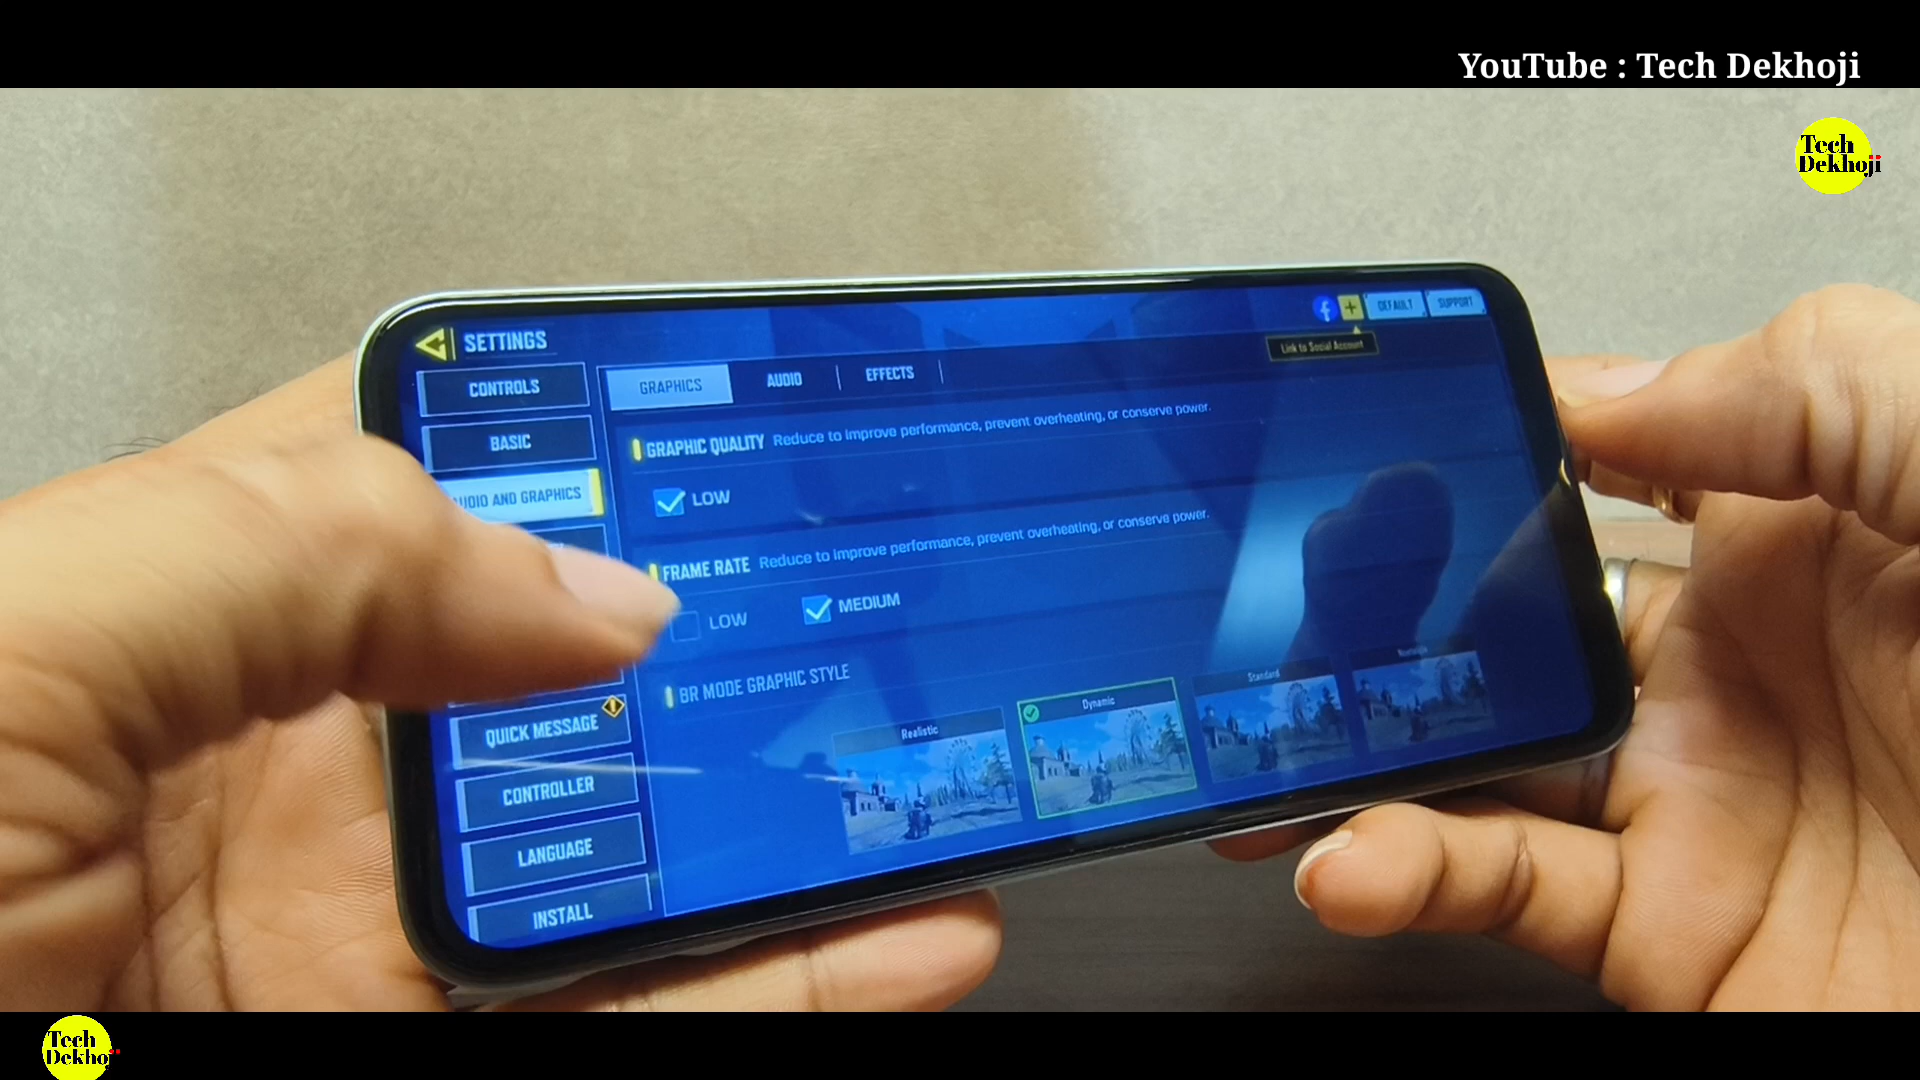 YouTube : Tech Dekhoji
Tech
Dekhoji
SETTINGS
DEFAULT
SUPPORT
Link to Social Account
CONTROLS
BASIC
UDIO AND GRAPHICS
QUICK MESSAGE
CONTROLLER
LANGUAGE
INSTALL
GRAPHICS
AUDIO
EFFECTS
GRAPHIC QUALITY Reduce to improve performance, prevent overheating, or conserve power.
LOW
FRAME RATE Reduce to improve performance, prevent overheating, or conserve power.
LOW
MEDIUM
BR MODE GRAPHIC STYLE
Realistic
Dynamic
Standard
Tech
Dekhoji